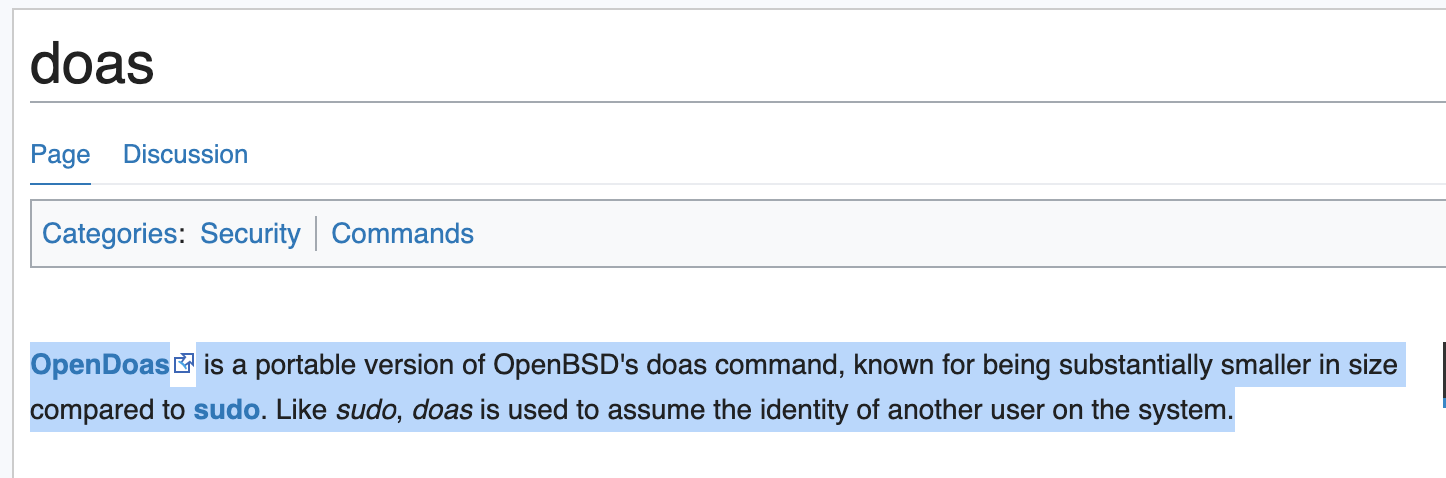 doas
Page Discussion
Categories: Security | Commands
OpenDoas is a portable version of OpenBSD's doas command, known for being substantially smaller in size
compared to sudo. Like sudo, doas is used to assume the identity of another user on the system.